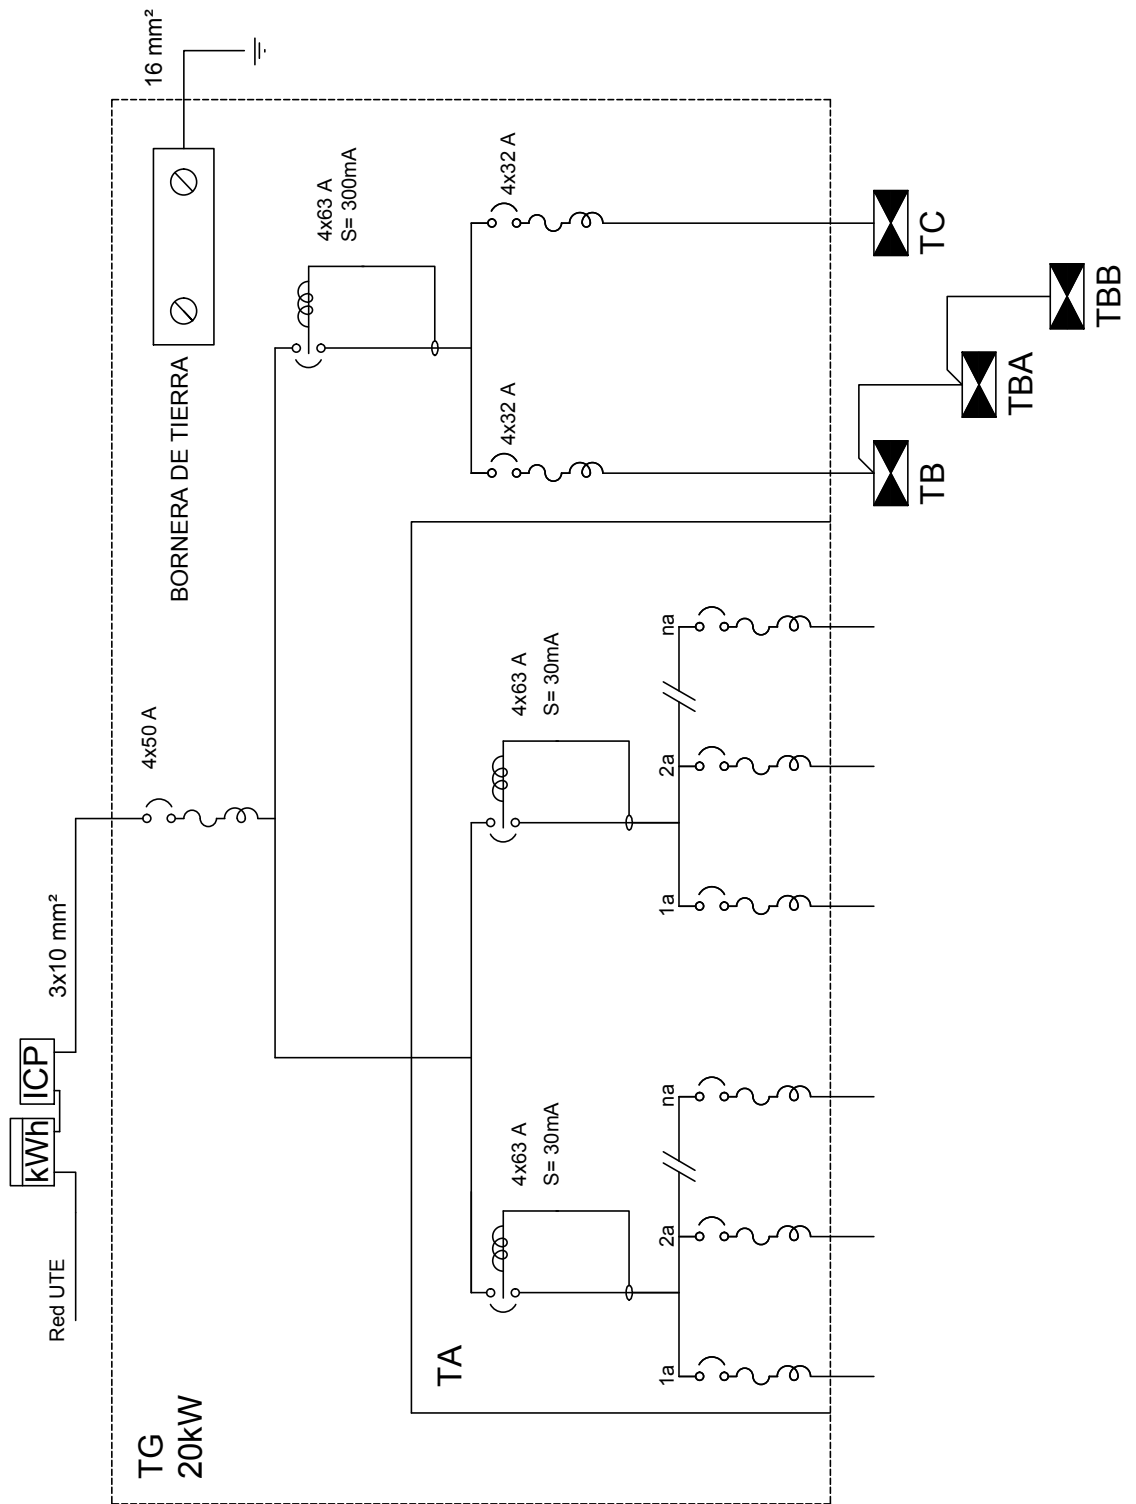 Red UTE
kWh
ICP
3x10 mm²
16 mm²
TG
20kW
4x50 A
BORNERA DE TIERRA
4x63 A
S= 300mA
TA
4x63 A
S= 30mA
4x63 A
S= 30mA
4x32 A
4x32 A
1a
2a
na
1a
2a
na
TB
TC
TBA
TBB